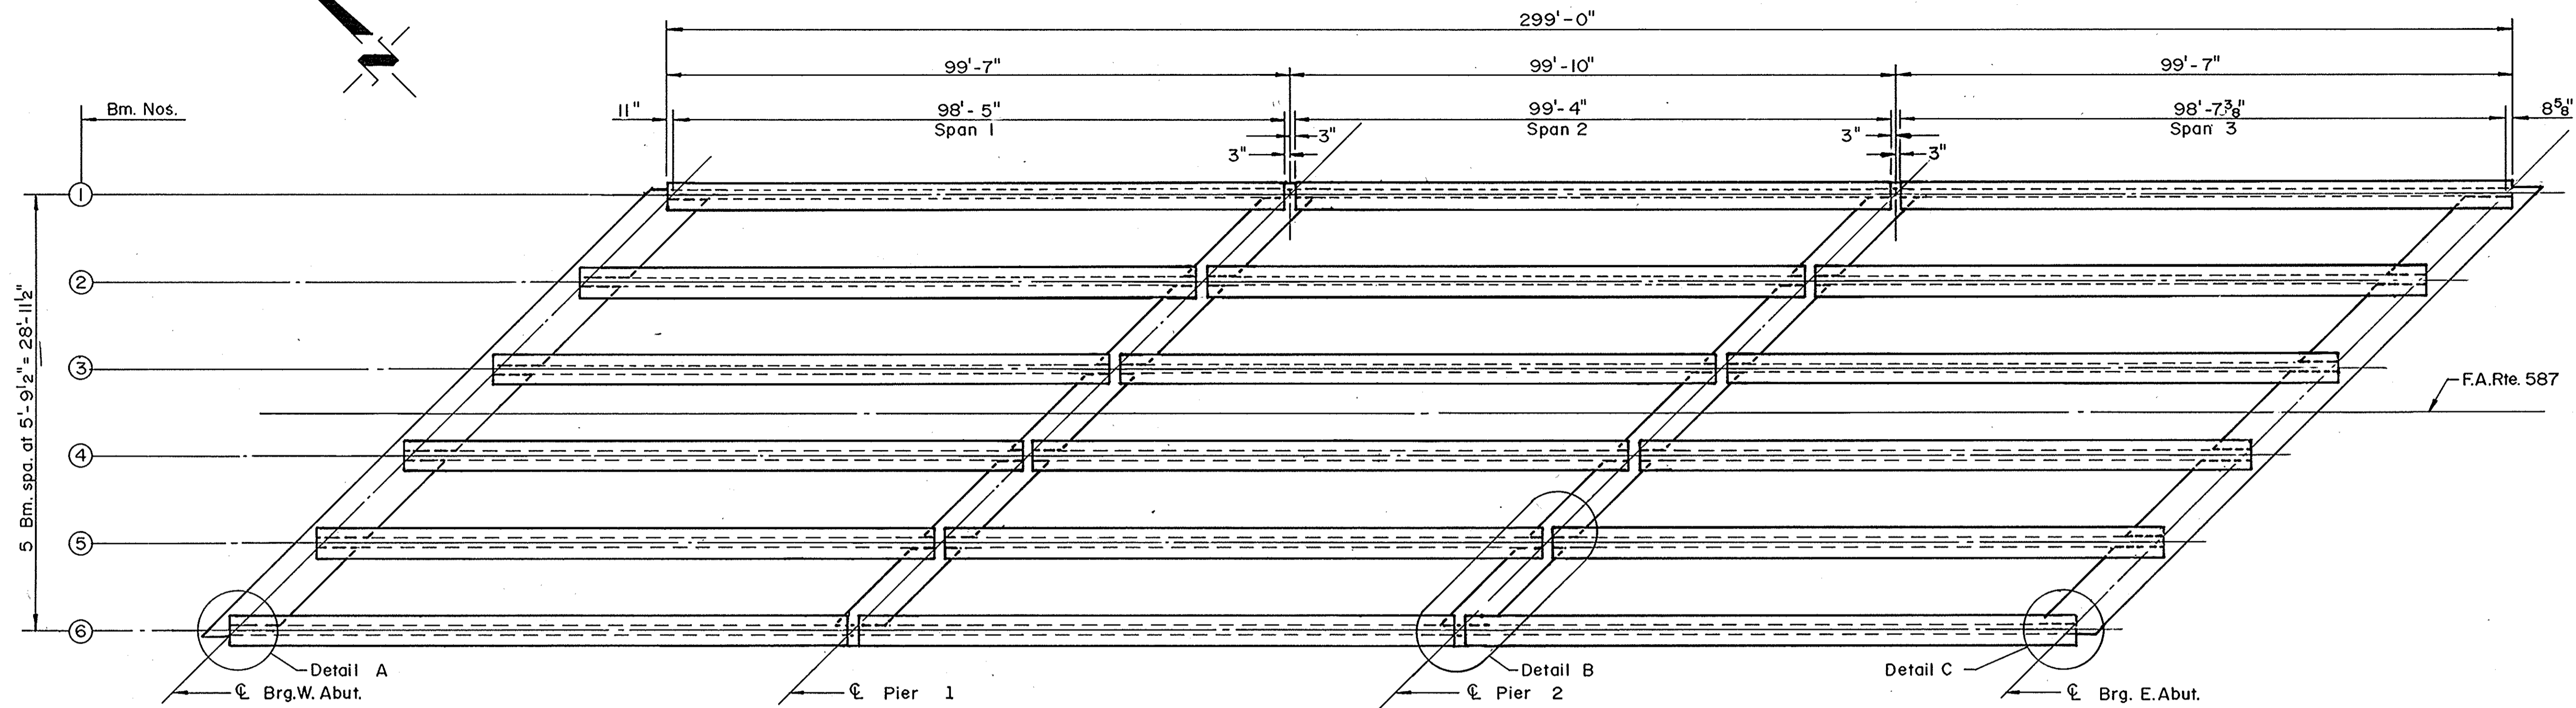 299'-0"
99'-7"
99'-10"
99'-7"
Bm. Nos.
11"
98'-5"
99'-4"
98'-7⅜"
8⅝"
Span 1
3"
Span 2
3"
Span 3
3"
3"
1
2
3
F.A.Rte. 587
4
5
6
5 Bm. spa. at 5'-9½" = 28'-11½"
Detail A
Detail B
Detail C
℄ Brg.W. Abut.
℄ Pier 1
℄ Pier 2
℄ Brg. E.Abut.